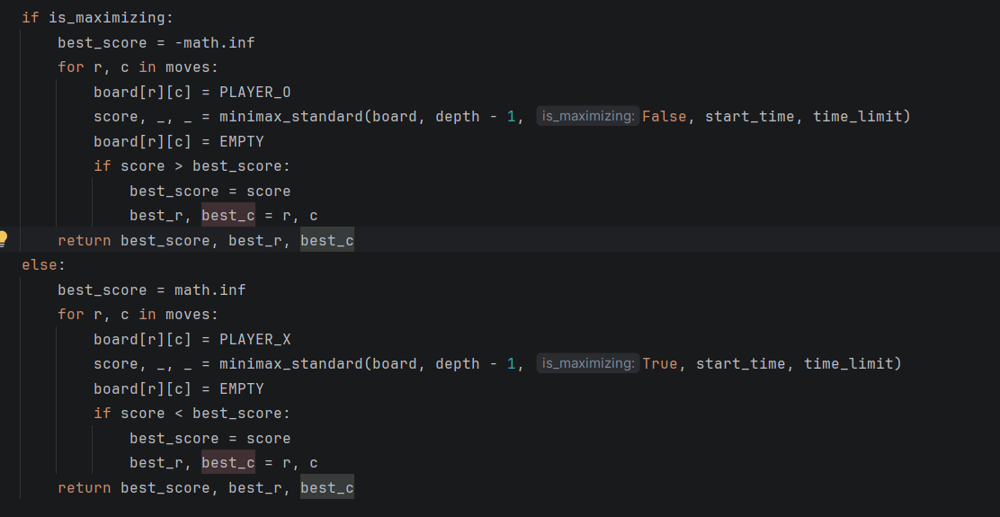 if is_maximizing:
    best_score = -math.inf
    for r, c in moves:
        board[r][c] = PLAYER_O
        score, _, _ = minimax_standard(board, depth - 1, is_maximizing: False, start_time, time_limit)
        board[r][c] = EMPTY
        if score > best_score:
            best_score = score
            best_r, best_c = r, c
    return best_score, best_r, best_c
else:
    best_score = math.inf
    for r, c in moves:
        board[r][c] = PLAYER_X
        score, _, _ = minimax_standard(board, depth - 1, is_maximizing: True, start_time, time_limit)
        board[r][c] = EMPTY
        if score < best_score:
            best_score = score
            best_r, best_c = r, c
    return best_score, best_r, best_c